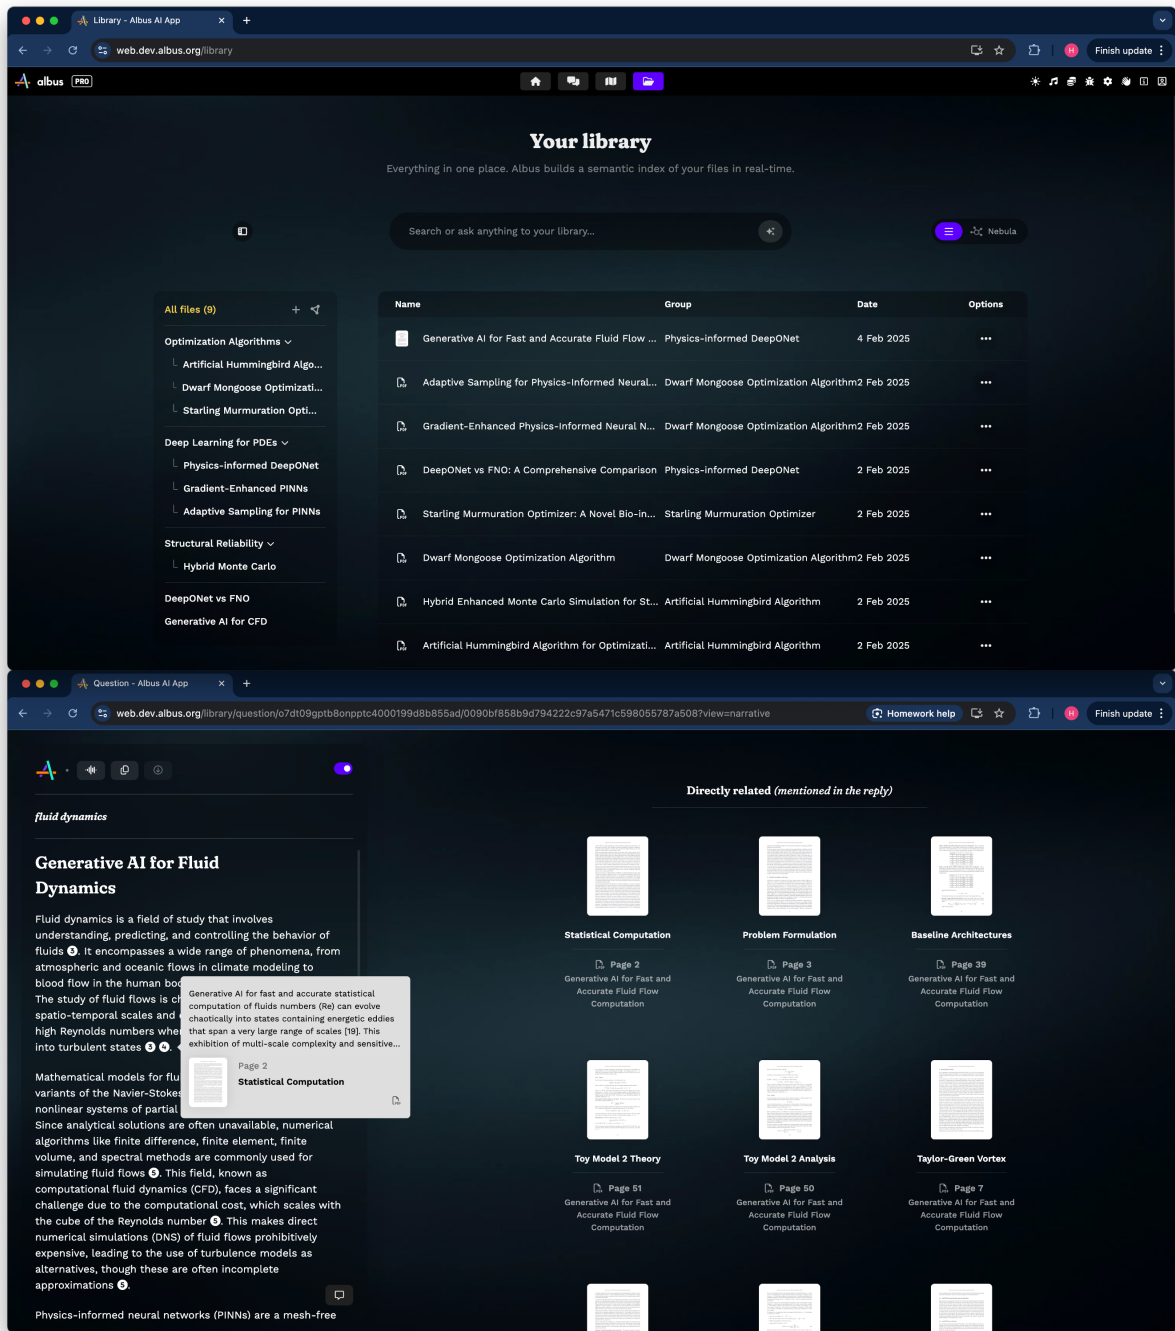 Library - Albus AI App
web.dev.albus.org/library
Finish update
albus PRO
Your library
Everything in one place. Albus builds a semantic index of your files in real-time.
Search or ask anything to your library...
Nebula
All files (9)
Optimization Algorithms
Artificial Hummingbird Algo...
Dwarf Mongoose Optimizati...
Starling Murmuration Opti...
Deep Learning for PDEs
Physics-informed DeepONet
Gradient-Enhanced PINNs
Adaptive Sampling for PINNs
Structural Reliability
Hybrid Monte Carlo
DeepONet vs FNO
Generative AI for CFD
Name Group Date Options
Generative AI for Fast and Accurate Fluid Flow ... Physics-informed DeepONet 4 Feb 2025
Adaptive Sampling for Physics-Informed Neural... Dwarf Mongoose Optimization Algorithm 2 Feb 2025
Gradient-Enhanced Physics-Informed Neural N... Dwarf Mongoose Optimization Algorithm 2 Feb 2025
DeepONet vs FNO: A Comprehensive Comparison Physics-informed DeepONet 2 Feb 2025
Starling Murmuration Optimizer: A Novel Bio-in... Starling Murmuration Optimizer 2 Feb 2025
Dwarf Mongoose Optimization Algorithm Dwarf Mongoose Optimization Algorithm 2 Feb 2025
Hybrid Enhanced Monte Carlo Simulation for St... Artificial Hummingbird Algorithm 2 Feb 2025
Artificial Hummingbird Algorithm for Optimizati... Artificial Hummingbird Algorithm 2 Feb 2025
Question - Albus AI App
web.dev.albus.org/library/question/o7dt09gptb8onpptc4000199d8b855ad/0090bf858b9d794222c97a5471c598055787a508?view=narrative
Homework help
Finish update
fluid dynamics
Generative AI for Fluid
Dynamics
Fluid dynamics is a field of study that involves
understanding, predicting, and controlling the behavior of
fluids 3. It encompasses a wide range of phenomena, from
atmospheric and oceanic flows in climate modeling to
blood flow in the human bo
The study of fluid flows is c
spatio-temporal scales and
high Reynolds numbers whe
into turbulent states 3 4.
Generative AI for fast and accurate statistical
computation of fluids numbers (Re) can evolve
chaotically into states containing energetic eddies
that span a very large range of scales [19]. This
exhibition of multi-scale complexity and sensitive...
Page 2
Statistical Computation
Mathematical models for flu
variants of the Navier-Stokes
nonlinear systems of partial
Since analytical solutions are often unavailable, numerical
algorithms like finite difference, finite element, finite
volume, and spectral methods are commonly used for
simulating fluid flows 5. This field, known as
computational fluid dynamics (CFD), faces a significant
challenge due to the computational cost, which scales with
the cube of the Reynolds number 5. This makes direct
numerical simulations (DNS) of fluid flows prohibitively
expensive, leading to the use of turbulence models as
alternatives, though these are often incomplete
approximations 5.
Physics-informed neural networks (PINNs) are a mesh-free
Directly related (mentioned in the reply)
Statistical Computation
Page 2
Generative AI for Fast and
Accurate Fluid Flow
Computation
Problem Formulation
Page 3
Generative AI for Fast and
Accurate Fluid Flow
Computation
Baseline Architectures
Page 39
Generative AI for Fast and
Accurate Fluid Flow
Computation
Toy Model 2 Theory
Page 51
Generative AI for Fast and
Accurate Fluid Flow
Computation
Toy Model 2 Analysis
Page 50
Generative AI for Fast and
Accurate Fluid Flow
Computation
Taylor-Green Vortex
Page 7
Generative AI for Fast and
Accurate Fluid Flow
Computation